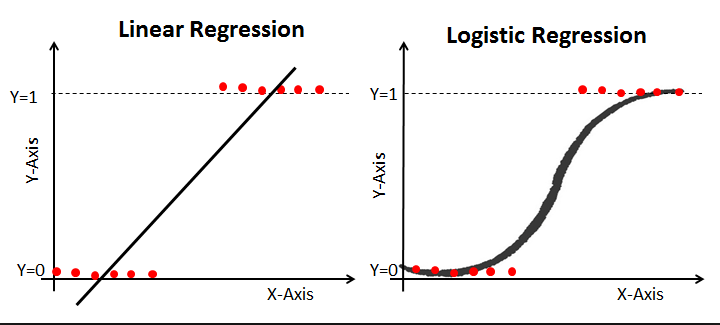 Linear Regression
Y=1
Y-Axis
Y=0
X-Axis
Logistic Regression
Y=1
Y-Axis
Y=0
X-Axis